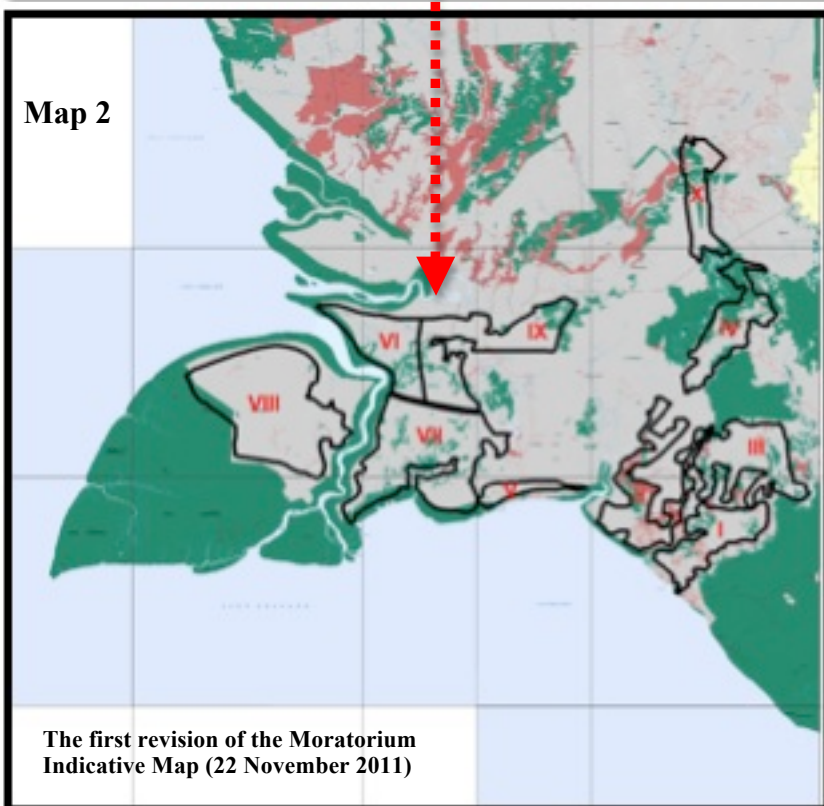 Map 2
X
IV
VI
IX
VIII
VII
III
V
I
The first revision of the Moratorium
Indicative Map (22 November 2011)